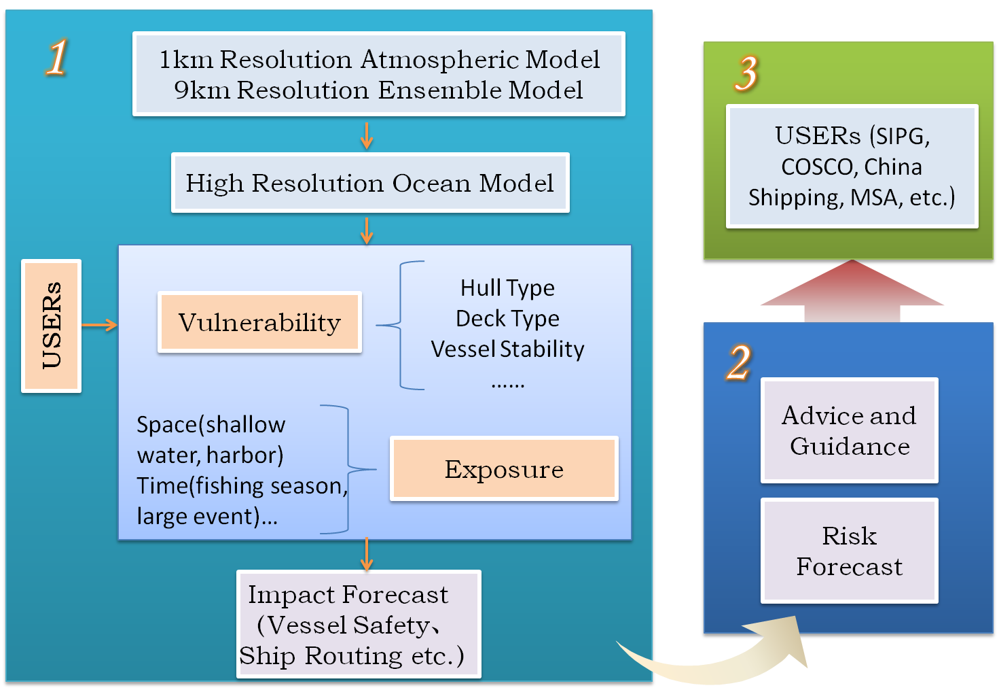 1
1km Resolution Atmospheric Model
9km Resolution Ensemble Model
High Resolution Ocean Model
USERs
Vulnerability
Hull Type
Deck Type
Vessel Stability
……
Space(shallow
water, harbor)
Time(fishing season,
large event)…
Exposure
Impact Forecast
(Vessel Safety、
Ship Routing etc.)
2
Advice and
Guidance
Risk
Forecast
3
USERs (SIPG,
COSCO, China
Shipping, MSA, etc.)